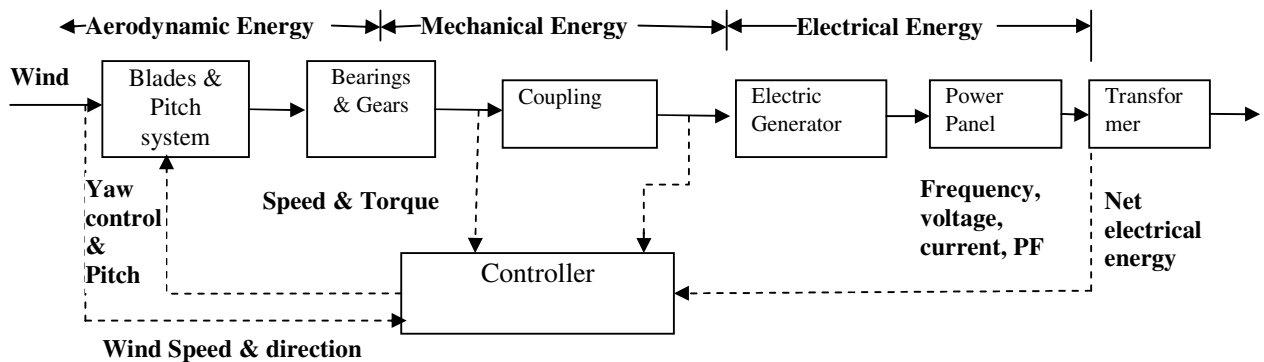 Aerodynamic Energy
Mechanical Energy
Electrical Energy
Wind
Blades &
Pitch
system
Bearings
& Gears
Coupling
Electric
Generator
Power
Panel
Transfor
mer
Yaw
control
&
Pitch
Speed & Torque
Frequency,
voltage,
current, PF
Net
electrical
energy
Controller
Wind Speed & direction